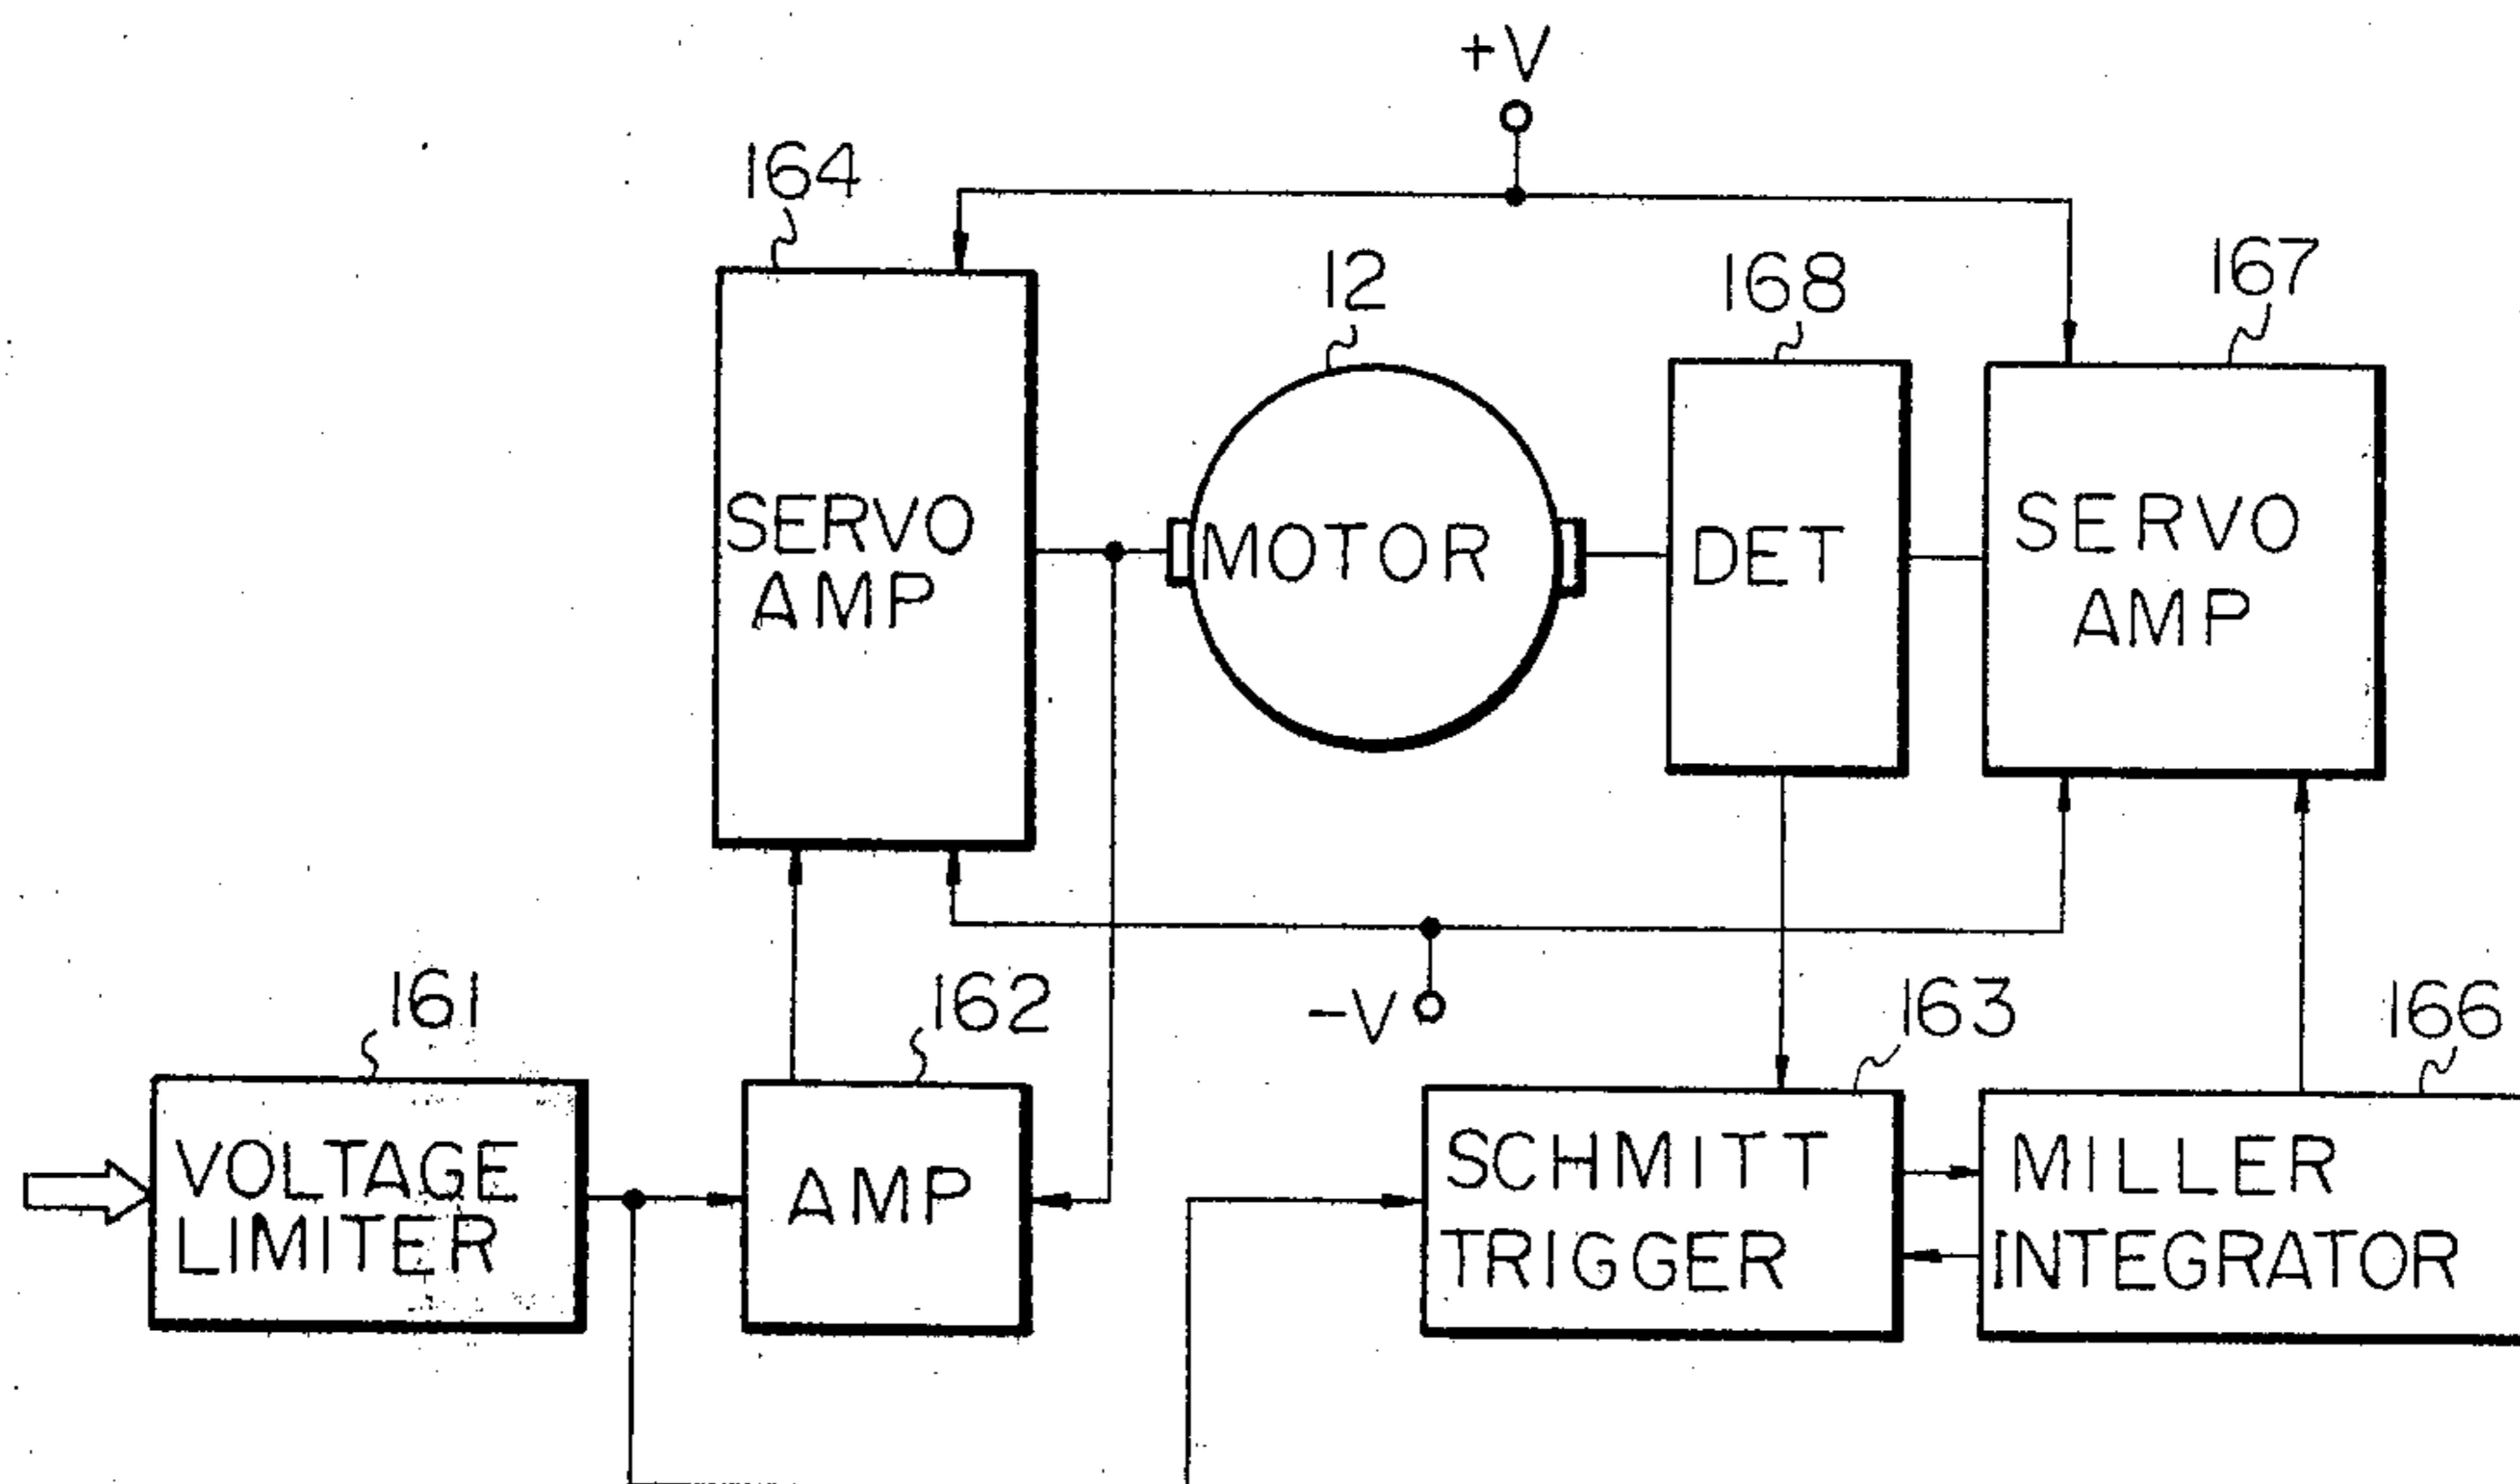 +V
164
12
168
167
SERVO
AMP
MOTOR
DET
SERVO
AMP
161
162
-V
163
166
VOLTAGE
LIMITER
AMP
SCHMITT
TRIGGER
MILLER
INTEGRATOR